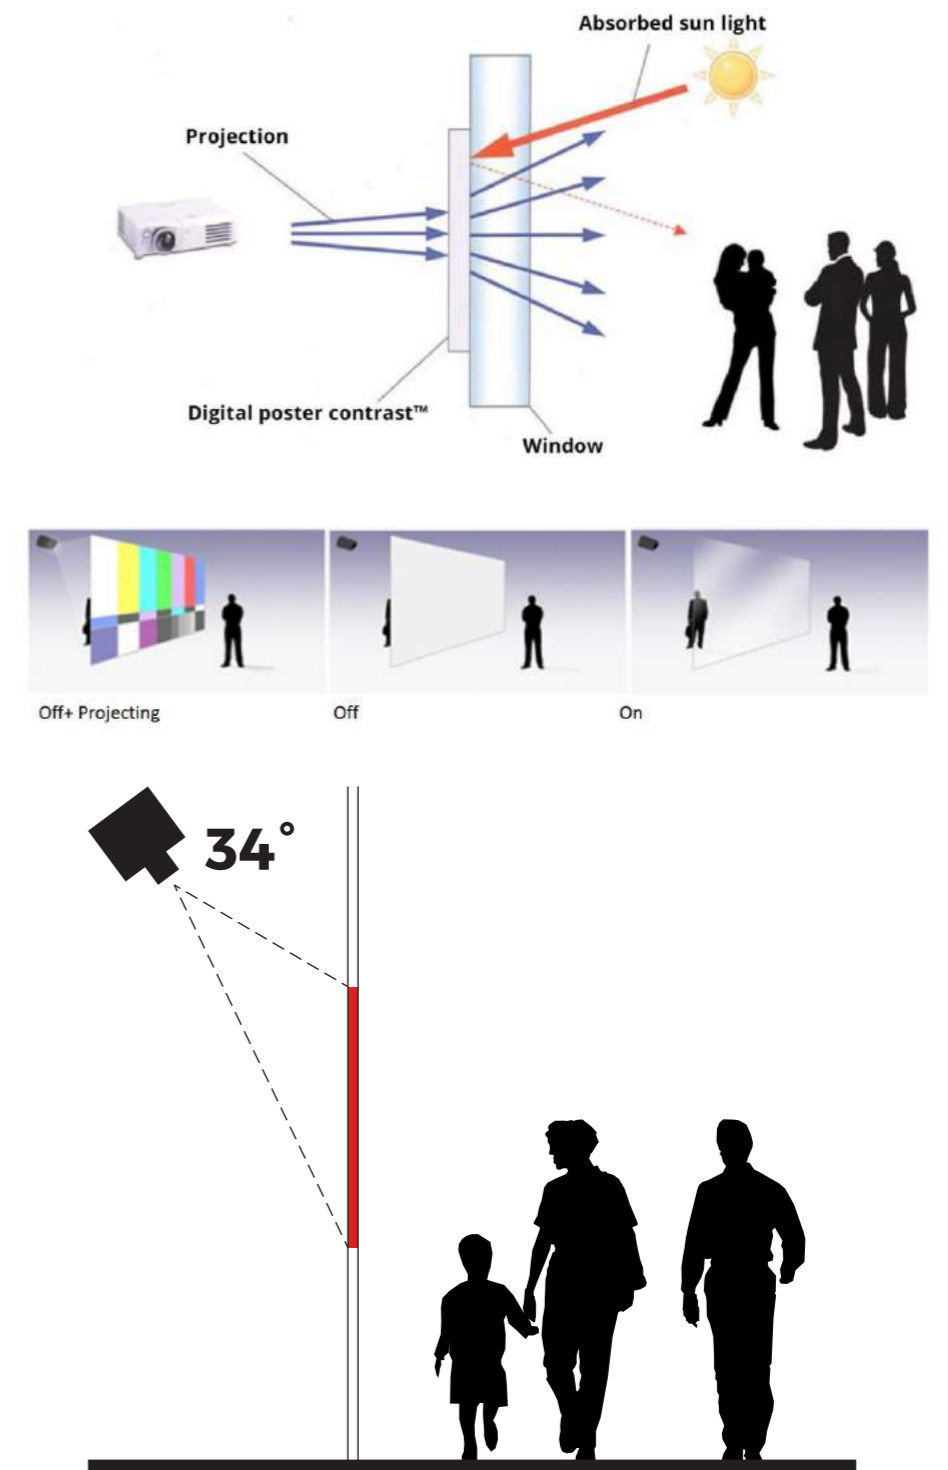 Absorbed sun light
Projection
Digital poster contrast™
Window
Off+ Projecting
Off
On
34°